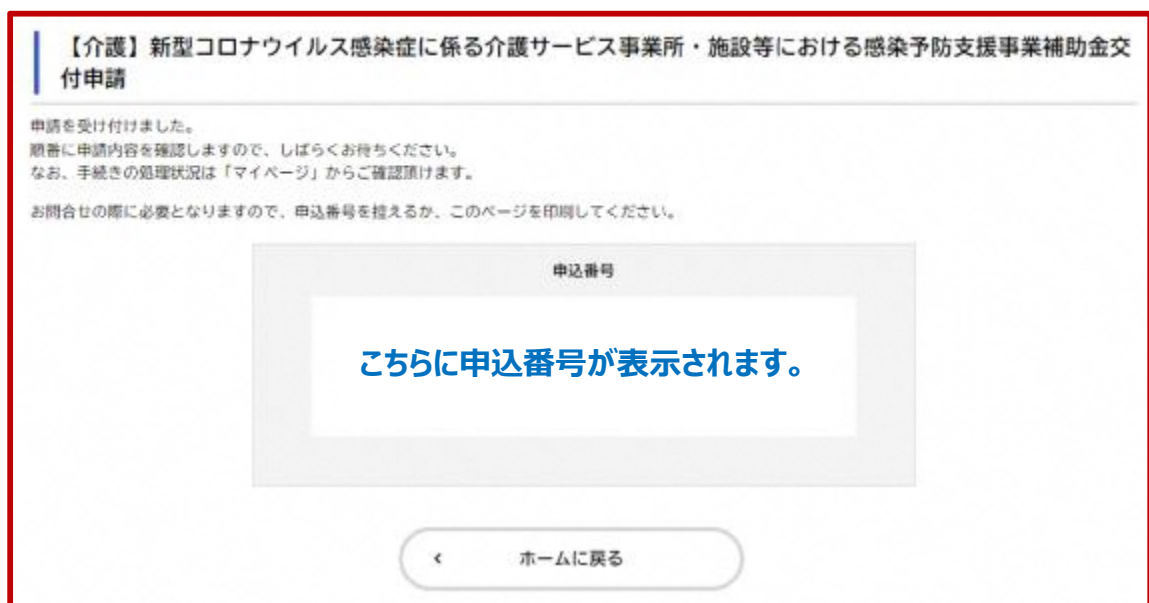 【介護】新型コロナウイルス感染症に係る介護サービス事業所・施設等における感染予防支援事業補助金交
付申請
申請を受け付けました。
順番に申請内容を確認しますので、しばらくお待ちください。
なお、手続きの処理状況は「マイページ」からご確認頂けます。
お問合せの際に必要となりますので、申込番号を控えるか、このページを印刷してください。
申込番号
こちらに申込番号が表示されます。
‹ ホームに戻る